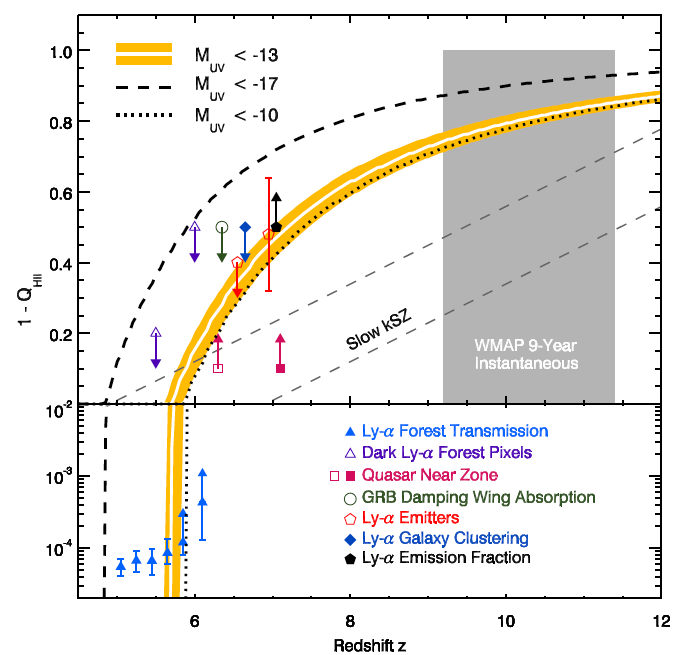 M_UV < -13
M_UV < -17
M_UV < -10
1.0
0.8
0.6
0.4
0.2
10^-2
10^-3
10^-4
1 - Q_HII
Slow kSZ
WMAP 9-Year
Instantaneous
Ly-α Forest Transmission
Dark Ly-α Forest Pixels
Quasar Near Zone
GRB Damping Wing Absorption
Ly-α Emitters
Ly-α Galaxy Clustering
Ly-α Emission Fraction
6 8 10 12
Redshift z